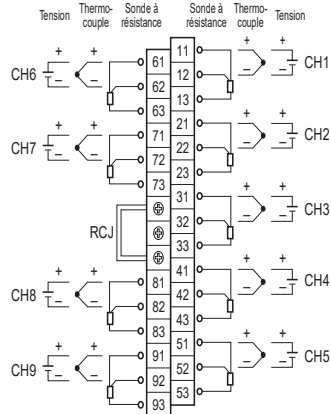 Tension Thermo-couple Sonde à résistance Sonde à résistance Thermo-couple Tension
CH6 + − + − 61 62 63
CH7 + − + − 71 72 73
RCJ
CH8 + − + − 81 82 83
CH9 + − + − 91 92 93
11 12 13 + − + − CH1
21 22 23 + − + − CH2
31 32 33 + − + − CH3
41 42 43 + − + − CH4
51 52 53 + − + − CH5